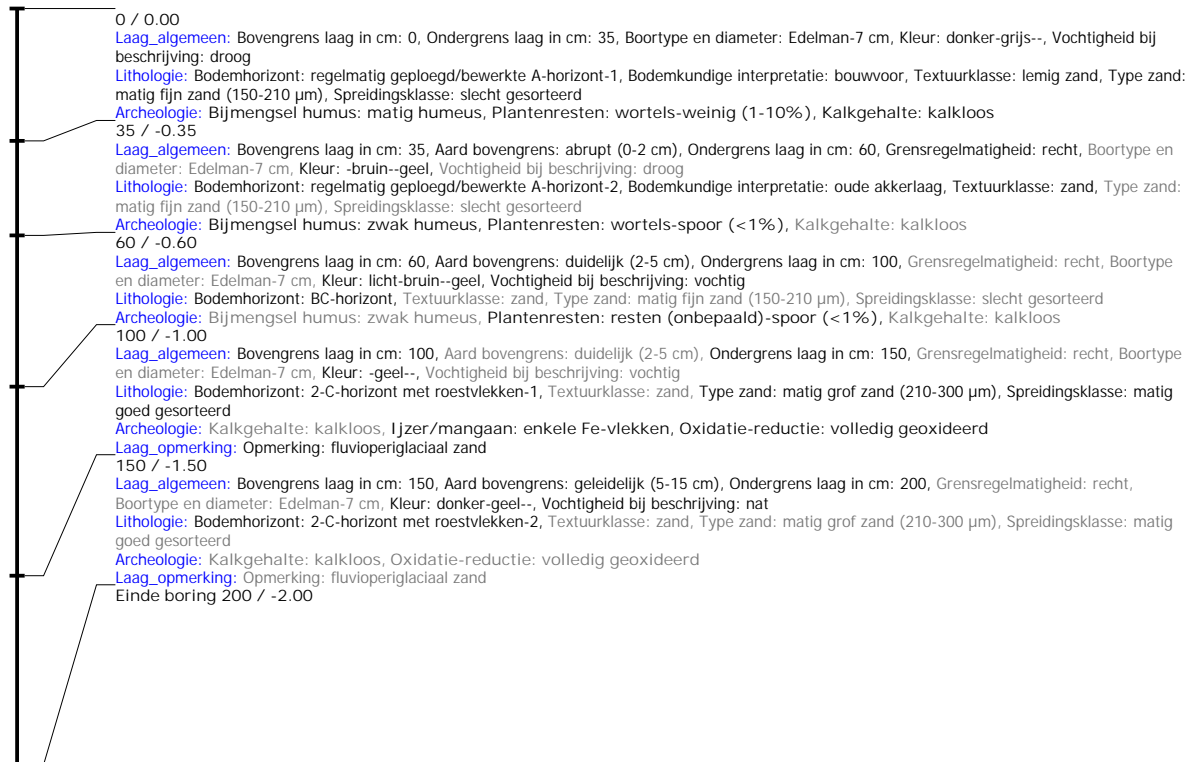 0 / 0.00
Laag_algemeen: Bovengrens laag in cm: 0, Ondergrens laag in cm: 35, Boortype en diameter: Edelman-7 cm, Kleur: donker-grijs--, Vochtigheid bij
beschrijving: droog
Lithologie: Bodemhorizont: regelmatig geploegd/bewerkte A-horizont-1, Bodemkundige interpretatie: bouwvoor, Textuurklasse: lemig zand, Type zand:
matig fijn zand (150-210 µm), Spreidingsklasse: slecht gesorteerd
Archeologie: Bijmengsel humus: matig humeus, Plantenresten: wortels-weinig (1-10%), Kalkgehalte: kalkloos
35 / -0.35
Laag_algemeen: Bovengrens laag in cm: 35, Aard bovengrens: abrupt (0-2 cm), Ondergrens laag in cm: 60, Grensregelmatigheid: recht, Boortype en
diameter: Edelman-7 cm, Kleur: -bruin--geel, Vochtigheid bij beschrijving: droog
Lithologie: Bodemhorizont: regelmatig geploegd/bewerkte A-horizont-2, Bodemkundige interpretatie: oude akkerlaag, Textuurklasse: zand, Type zand:
matig fijn zand (150-210 µm), Spreidingsklasse: slecht gesorteerd
Archeologie: Bijmengsel humus: zwak humeus, Plantenresten: wortels-spoor (<1%), Kalkgehalte: kalkloos
60 / -0.60
Laag_algemeen: Bovengrens laag in cm: 60, Aard bovengrens: duidelijk (2-5 cm), Ondergrens laag in cm: 100, Grensregelmatigheid: recht, Boortype
en diameter: Edelman-7 cm, Kleur: licht-bruin--geel, Vochtigheid bij beschrijving: vochtig
Lithologie: Bodemhorizont: BC-horizont, Textuurklasse: zand, Type zand: matig fijn zand (150-210 µm), Spreidingsklasse: slecht gesorteerd
Archeologie: Bijmengsel humus: zwak humeus, Plantenresten: resten (onbepaald)-spoor (<1%), Kalkgehalte: kalkloos
100 / -1.00
Laag_algemeen: Bovengrens laag in cm: 100, Aard bovengrens: duidelijk (2-5 cm), Ondergrens laag in cm: 150, Grensregelmatigheid: recht, Boortype
en diameter: Edelman-7 cm, Kleur: -geel--, Vochtigheid bij beschrijving: vochtig
Lithologie: Bodemhorizont: 2-C-horizont met roestvlekken-1, Textuurklasse: zand, Type zand: matig grof zand (210-300 µm), Spreidingsklasse: matig
goed gesorteerd
Archeologie: Kalkgehalte: kalkloos, Ijzer/mangaan: enkele Fe-vlekken, Oxidatie-reductie: volledig geoxideerd
Laag_opmerking: Opmerking: fluvioperiglaciaal zand
150 / -1.50
Laag_algemeen: Bovengrens laag in cm: 150, Aard bovengrens: geleidelijk (5-15 cm), Ondergrens laag in cm: 200, Grensregelmatigheid: recht,
Boortype en diameter: Edelman-7 cm, Kleur: donker-geel--, Vochtigheid bij beschrijving: nat
Lithologie: Bodemhorizont: 2-C-horizont met roestvlekken-2, Textuurklasse: zand, Type zand: matig grof zand (210-300 µm), Spreidingsklasse: matig
goed gesorteerd
Archeologie: Kalkgehalte: kalkloos, Oxidatie-reductie: volledig geoxideerd
Laag_opmerking: Opmerking: fluvioperiglaciaal zand
Einde boring 200 / -2.00